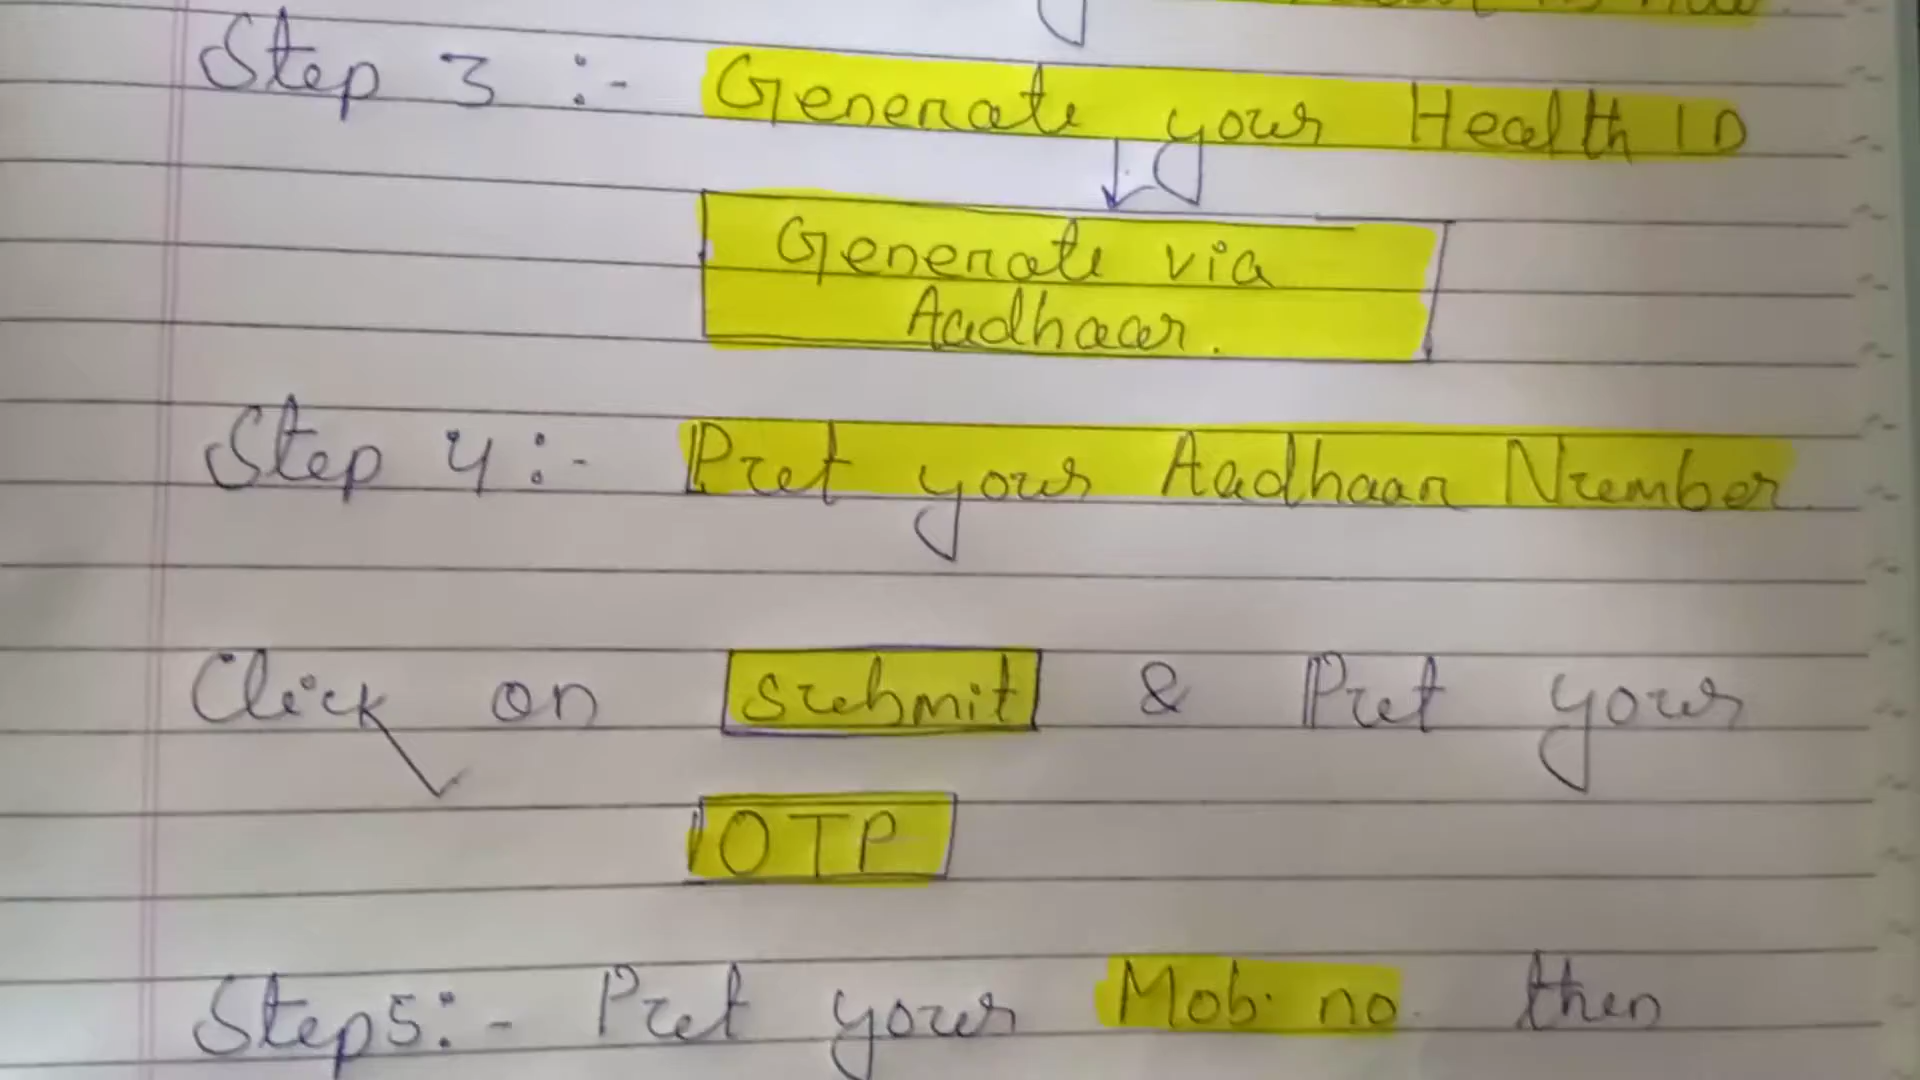 Step 3 :- Generate your Health ID
Generate via
Aadhaar.
Step 4 :- Put your Aadhaar Number.
Click on Submit & Put your
OTP
Step5:- Put your Mob. no. then